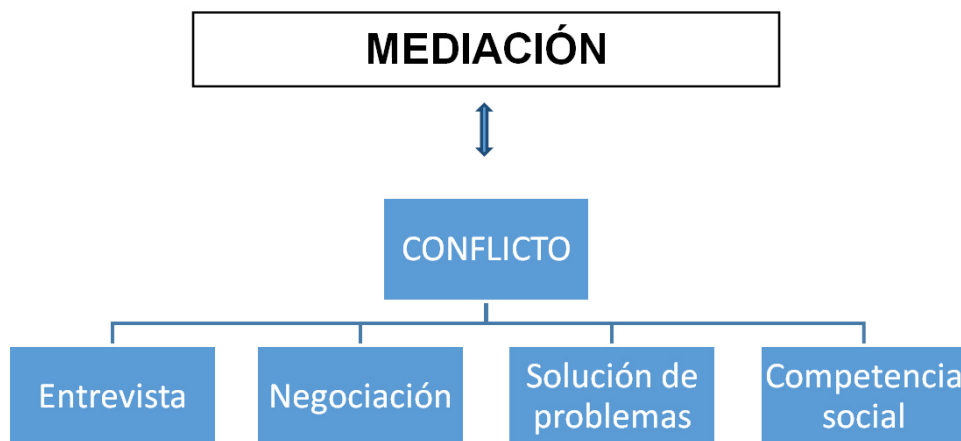 MEDIACIÓN
CONFLICTO
Entrevista
Negociación
Solución de
problemas
Competencia
social